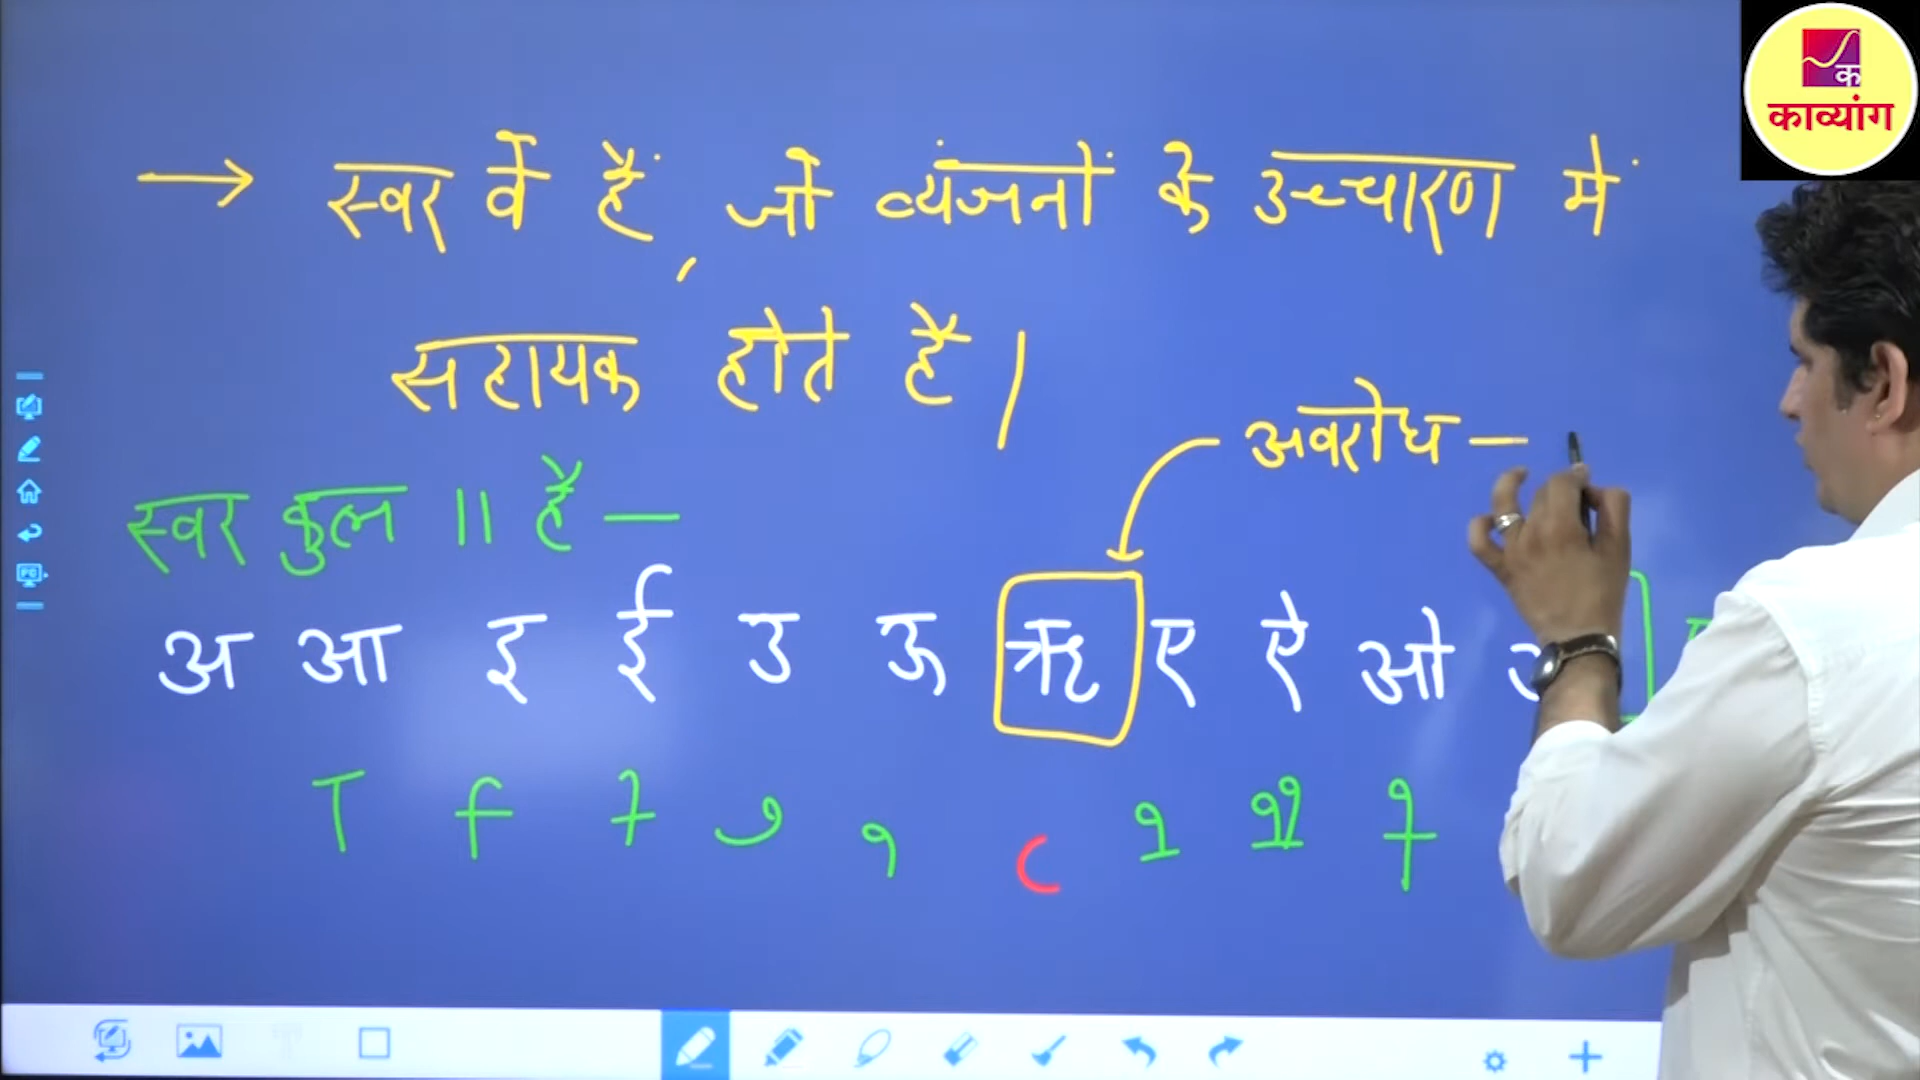 क
काव्यांग
→ स्वर वे हैं, जो व्यंजनों के उच्चारण में
सहायक होते हैं।
अवरोध —
स्वर कुल 11 है —
अ आ इ ई उ ऊ ऋ ए ऐ ओ
ा ि ी ु ू ृ े ै ो